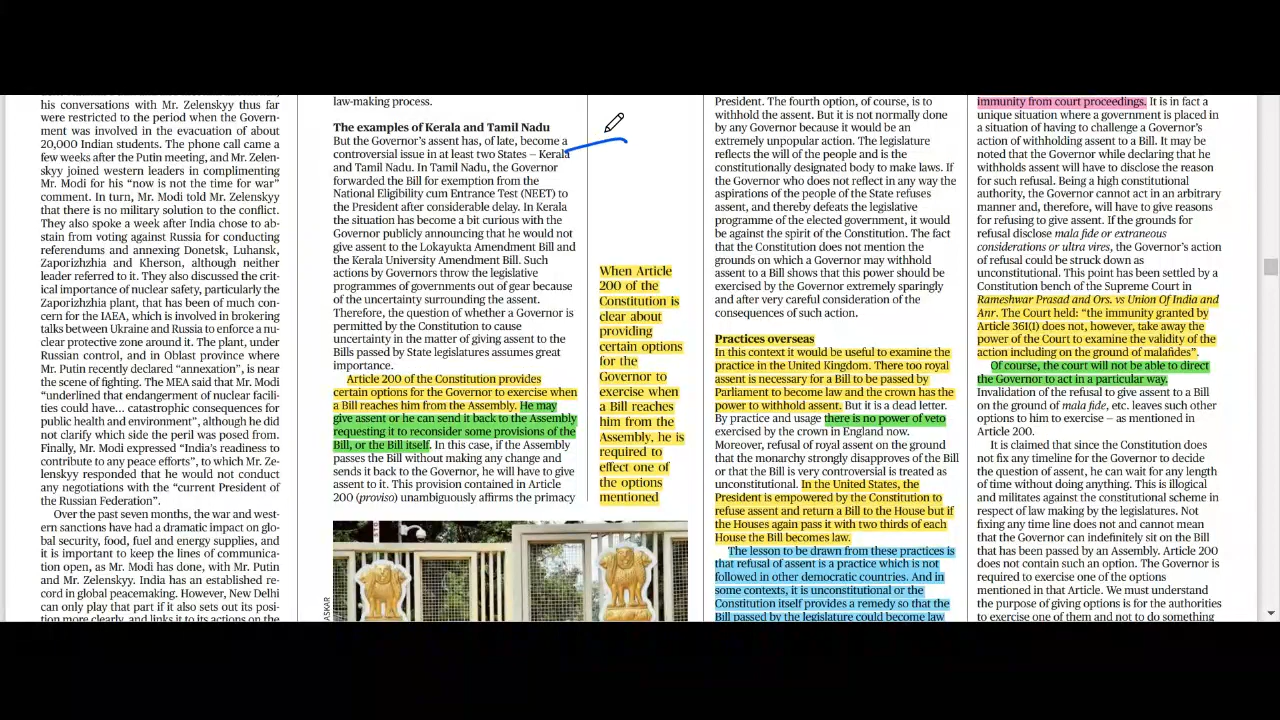 his conversations with Mr. Zelenskyy thus far
were restricted to the period when the Govern-
ment was involved in the evacuation of about
20,000 Indian students. The phone call came a
few weeks after the Putin meeting, and Mr. Zelen-
skyy joined western leaders in complimenting
Mr. Modi for his “now is not the time for war”
comment. In turn, Mr. Modi told Mr. Zelenskyy
that there is no military solution to the conflict.
They also spoke a week after India chose to ab-
stain from voting against Russia for conducting
referendums and annexing Donetsk, Luhansk,
Zaporizhzhia and Kherson, although neither
leader referred to it. They also discussed the crit-
ical importance of nuclear safety, particularly the
Zaporizhzhia plant, that has been of much con-
cern for the IAEA, which is involved in brokering
talks between Ukraine and Russia to enforce a nu-
clear protective zone around it. The plant, under
Russian control, and in Oblast province where
Mr. Putin recently declared “annexation”, is near
the scene of fighting. The MEA said that Mr. Modi
“underlined that endangerment of nuclear facili-
ties could have... catastrophic consequences for
public health and environment”, although he did
not clarify which side the peril was posed from.
Finally, Mr. Modi expressed “India’s readiness to
contribute to any peace efforts”, to which Mr. Ze-
lenskyy responded that he would not conduct
any negotiations with the “current President of
the Russian Federation”.
Over the past seven months, the war and west-
ern sanctions have had a dramatic impact on glo-
bal security, food, fuel and energy supplies, and
it is important to keep the lines of communica-
tion open, as Mr. Modi has done, with Mr. Putin
and Mr. Zelenskyy. India has an established re-
cord in global peacemaking. However, New Delhi
can only play that part if it also sets out its posi-
tion more clearly, and links it to its actions on the
law-making process.
The examples of Kerala and Tamil Nadu
But the Governor’s assent has, of late, become a
controversial issue in at least two States – Kerala
and Tamil Nadu. In Tamil Nadu, the Governor
forwarded the Bill for exemption from the
National Eligibility cum Entrance Test (NEET) to
the President after considerable delay. In Kerala
the situation has become a bit curious with the
Governor publicly announcing that he would not
give assent to the Lokayukta Amendment Bill and
the Kerala University Amendment Bill. Such
actions by Governors throw the legislative
programmes of governments out of gear because
of the uncertainty surrounding the assent.
Therefore, the question of whether a Governor is
permitted by the Constitution to cause
uncertainty in the matter of giving assent to the
Bills passed by State legislatures assumes great
importance.
Article 200 of the Constitution provides
certain options for the Governor to exercise when
a Bill reaches him from the Assembly. He may
give assent or he can send it back to the Assembly
requesting it to reconsider some provisions of the
Bill, or the Bill itself. In this case, if the Assembly
passes the Bill without making any change and
sends it back to the Governor, he will have to give
assent to it. This provision contained in Article
200 (proviso) unambiguously affirms the primacy
ASKAR
When Article
200 of the
Constitution is
clear about
providing
certain options
for the
Governor to
exercise when
a Bill reaches
him from the
Assembly, he is
required to
effect one of
the options
mentioned
President. The fourth option, of course, is to
withhold the assent. But it is not normally done
by any Governor because it would be an
extremely unpopular action. The legislature
reflects the will of the people and is the
constitutionally designated body to make laws. If
the Governor who does not reflect in any way the
aspirations of the people of the State refuses
assent, and thereby defeats the legislative
programme of the elected government, it would
be against the spirit of the Constitution. The fact
that the Constitution does not mention the
grounds on which a Governor may withhold
assent to a Bill shows that this power should be
exercised by the Governor extremely sparingly
and after very careful consideration of the
consequences of such action.
Practices overseas
In this context it would be useful to examine the
practice in the United Kingdom. There too royal
assent is necessary for a Bill to be passed by
Parliament to become law and the crown has the
power to withhold assent. But it is a dead letter.
By practice and usage there is no power of veto
exercised by the crown in England now.
Moreover, refusal of royal assent on the ground
that the monarchy strongly disapproves of the Bill
or that the Bill is very controversial is treated as
unconstitutional. In the United States, the
President is empowered by the Constitution to
refuse assent and return a Bill to the House but if
the Houses again pass it with two thirds of each
House the Bill becomes law.
The lesson to be drawn from these practices is
that refusal of assent is a practice which is not
followed in other democratic countries. And in
some contexts, it is unconstitutional or the
Constitution itself provides a remedy so that the
Bill passed by the legislature could become law
immunity from court proceedings. It is in fact a
unique situation where a government is placed in
a situation of having to challenge a Governor’s
action of withholding assent to a Bill. It may be
noted that the Governor while declaring that he
withholds assent will have to disclose the reason
for such refusal. Being a high constitutional
authority, the Governor cannot act in an arbitrary
manner and, therefore, will have to give reasons
for refusing to give assent. If the grounds for
refusal disclose mala fide or extraneous
considerations or ultra vires, the Governor’s action
of refusal could be struck down as
unconstitutional. This point has been settled by a
Constitution bench of the Supreme Court in
Rameshwar Prasad and Ors. vs Union Of India and
Anr. The Court held: “the immunity granted by
Article 361(1) does not, however, take away the
power of the Court to examine the validity of the
action including on the ground of malafides”.
Of course, the court will not be able to direct
the Governor to act in a particular way.
Invalidation of the refusal to give assent to a Bill
on the ground of mala fide, etc. leaves such other
options to him to exercise – as mentioned in
Article 200.
It is claimed that since the Constitution does
not fix any timeline for the Governor to decide
the question of assent, he can wait for any length
of time without doing anything. This is illogical
and militates against the constitutional scheme in
respect of law making by the legislatures. Not
fixing any time line does not and cannot mean
that the Governor can indefinitely sit on the Bill
that has been passed by an Assembly. Article 200
does not contain such an option. The Governor is
required to exercise one of the options
mentioned in that Article. We must understand
the purpose of giving options is for the authorities
to exercise one of them and not to do something